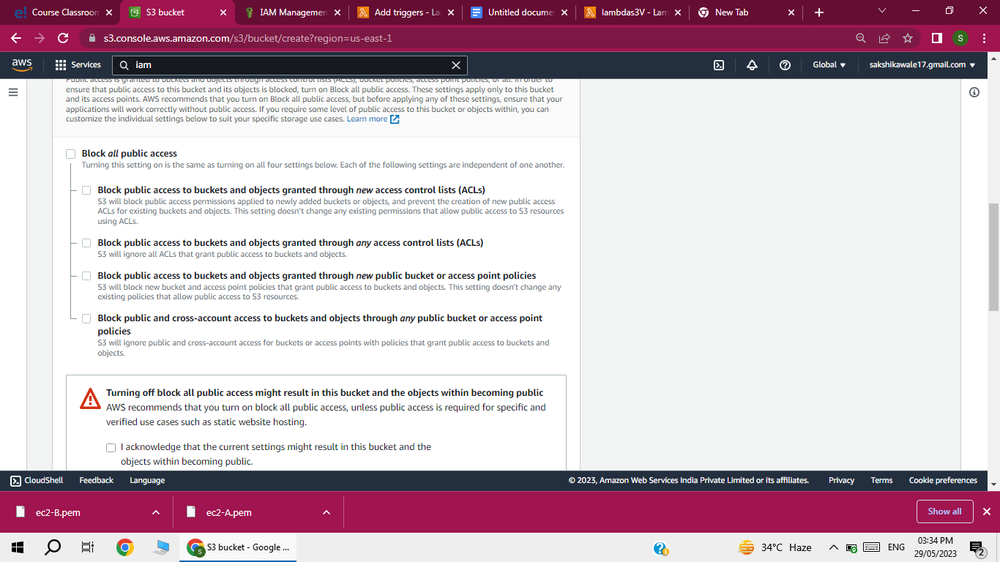 Course Classroon
S3 bucket
IAM Managemen
Add triggers - La
Untitled docume
lambdas3V - Lam
New Tab
s3.console.aws.amazon.com/s3/bucket/create?region=us-east-1
S
aws
Services
iam
Global
sakshikawale17.gmail.com
Public access is granted to buckets and objects through access control lists (ACLs), bucket policies, access point policies, or all. In order to
ensure that public access to this bucket and its objects is blocked, turn on Block all public access. These settings apply only to this bucket
and its access points. AWS recommends that you turn on Block all public access, but before applying any of these settings, ensure that your
applications will work correctly without public access. If you require some level of public access to this bucket or objects within, you can
customize the individual settings below to suit your specific storage use cases. Learn more
Block all public access
Turning this setting on is the same as turning on all four settings below. Each of the following settings are independent of one another.
Block public access to buckets and objects granted through new access control lists (ACLs)
S3 will block public access permissions applied to newly added buckets or objects, and prevent the creation of new public access
ACLs for existing buckets and objects. This setting doesn't change any existing permissions that allow public access to S3 resources
using ACLs.
Block public access to buckets and objects granted through any access control lists (ACLs)
S3 will ignore all ACLs that grant public access to buckets and objects.
Block public access to buckets and objects granted through new public bucket or access point policies
S3 will block new bucket and access point policies that grant public access to buckets and objects. This setting doesn't change any
existing policies that allow public access to S3 resources.
Block public and cross-account access to buckets and objects through any public bucket or access point
policies
S3 will ignore public and cross-account access for buckets or access points with policies that grant public access to buckets and
objects.
Turning off block all public access might result in this bucket and the objects within becoming public
AWS recommends that you turn on block all public access, unless public access is required for specific and
verified use cases such as static website hosting.
I acknowledge that the current settings might result in this bucket and the
objects within becoming public.
CloudShell
Feedback
Language
© 2023, Amazon Web Services India Private Limited or its affiliates.
Privacy
Terms
Cookie preferences
ec2-B.pem
ec2-A.pem
Show all
S3 bucket - Google ...
34°C Haze
ENG
03:34 PM
29/05/2023
2